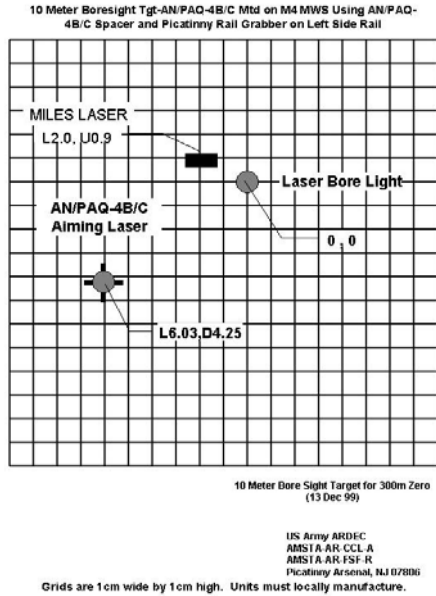 10 Meter Boresight Tgt-AN/PAQ-4B/C Mtd on M4 MWS Using AN/PAQ-
4B/C Spacer and Picatinny Rail Grabber on Left Side Rail
MILES LASER
L2.0, U0.9
Laser Bore Light
AN/PAQ-4B/C
Aiming Laser
0 , 0
L6.03,D4.25
10 Meter Bore Sight Target for 300m Zero
(13 Dec 99)
US Army ARDEC
AMSTA-AR-CCL-A
AMSTA-AR-FSF-R
Picatinny Arsenal, NJ 07806
Grids are 1cm wide by 1cm high. Units must locally manufacture.